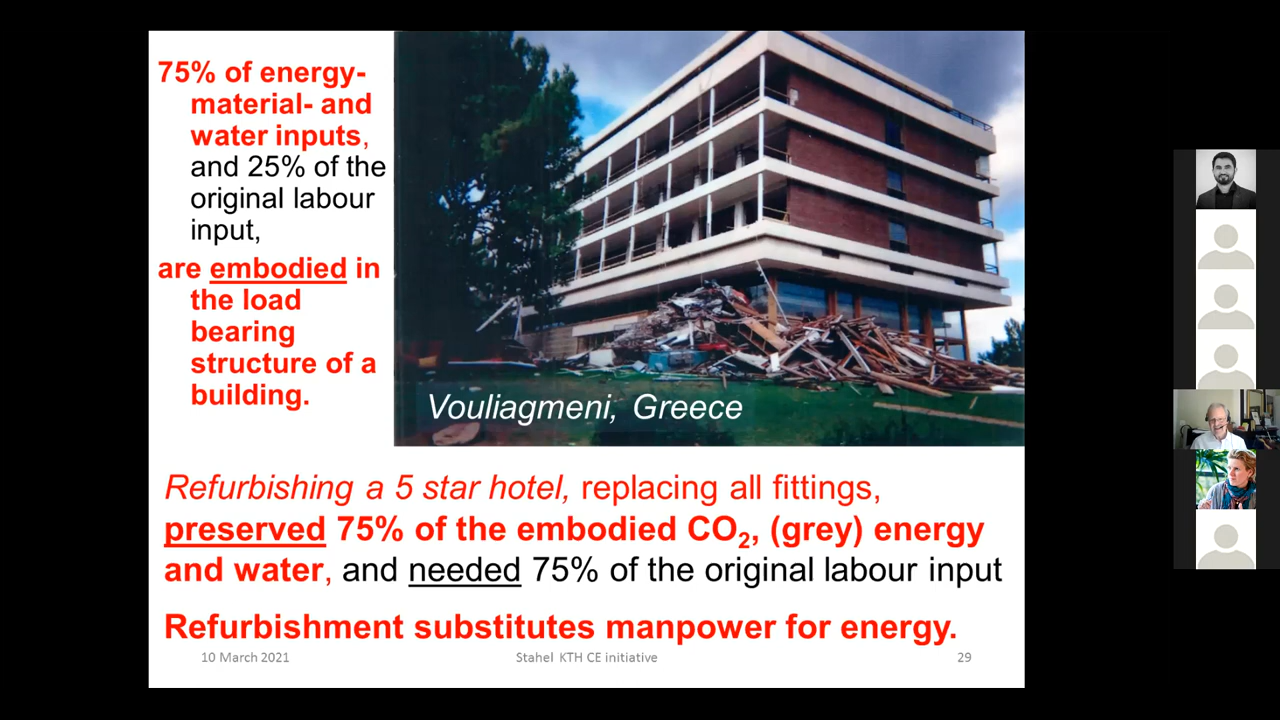 75% of energy-
material- and
water inputs,
and 25% of the
original labour
input,
are embodied in
the load
bearing
structure of a
building.
Vouliagmeni, Greece
Refurbishing a 5 star hotel, replacing all fittings,
preserved 75% of the embodied CO2, (grey) energy
and water, and needed 75% of the original labour input
Refurbishment substitutes manpower for energy.
10 March 2021
Stahel KTH CE initiative
29